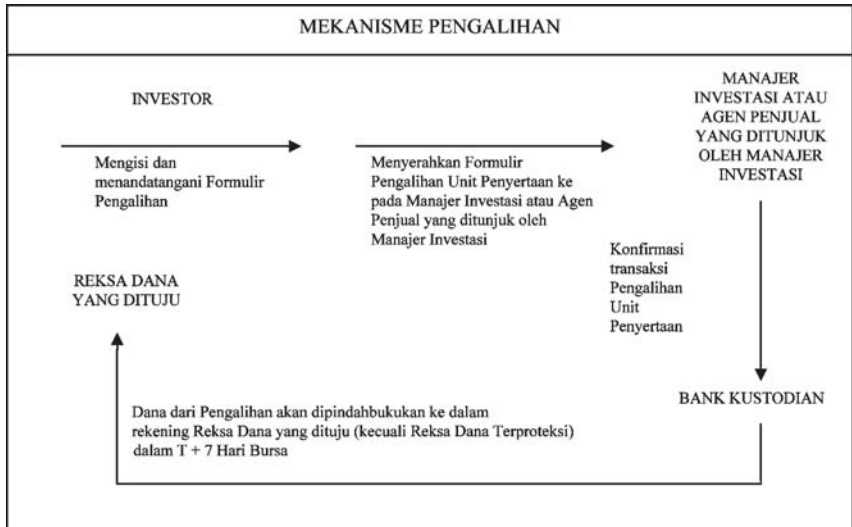 MEKANISME PENGALIHAN
INVESTOR
Mengisi dan
menandatangani Formulir
Pengalihan
Menyerahkan Formulir
Pengalihan Unit Penyertaan ke
pada Manajer Investasi atau Agen
Penjual yang ditunjuk oleh
Manajer Investasi
MANAJER
INVESTASI ATAU
AGEN PENJUAL
YANG DITUNJUK
OLEH MANAJER
INVESTASI
Konfirmasi
transaksi
Pengalihan
Unit
Penyertaan
BANK KUSTODIAN
Dana dari Pengalihan akan dipindahbukukan ke dalam
rekening Reksa Dana yang dituju (kecuali Reksa Dana Terproteksi)
dalam T + 7 Hari Bursa
REKSA DANA
YANG DITUJU